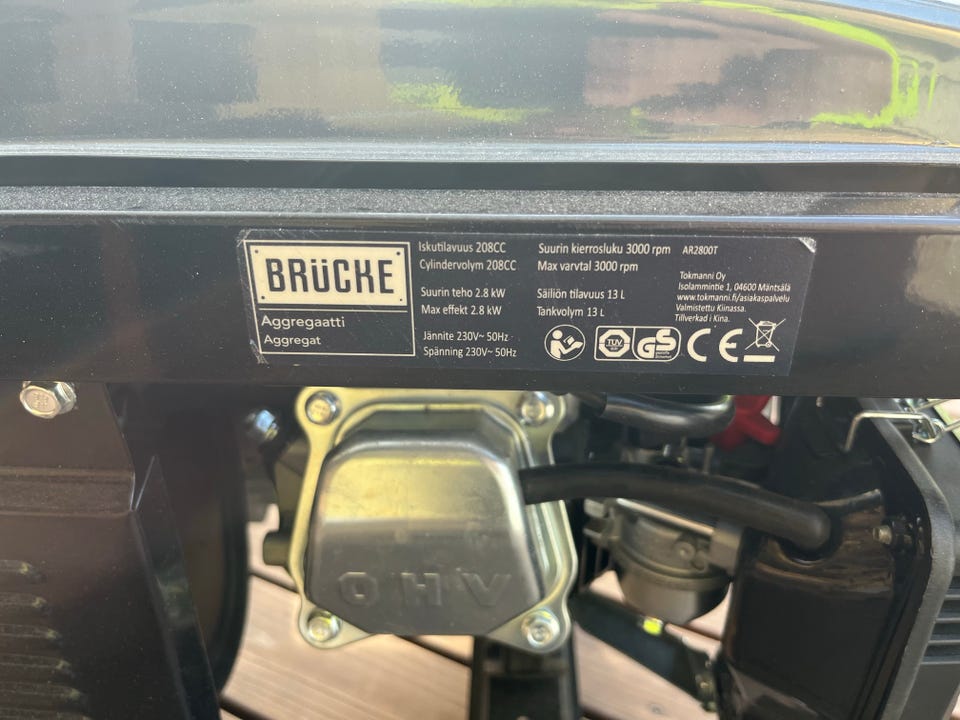 BRÜCKE
Aggregaatti
Aggregat
Iskutilavuus 208CC
Cylindervolym 208CC
Suurin teho 2.8 kW
Max effekt 2.8 kW
Jännite 230V~ 50Hz
Spänning 230V~ 50Hz
Suurin kierrosluku 3000 rpm
Max varvtal 3000 rpm
Säiliön tilavuus 13 L
Tankvolym 13 L
AR2800T
Tokmanni Oy
Isolammintie 1, 04600 Mäntsälä
www.tokmanni.fi/asiakaspalvelu
Valmistettu Kiinassa.
Tillverkad i Kina.
TÜV
GS
CE
OHV